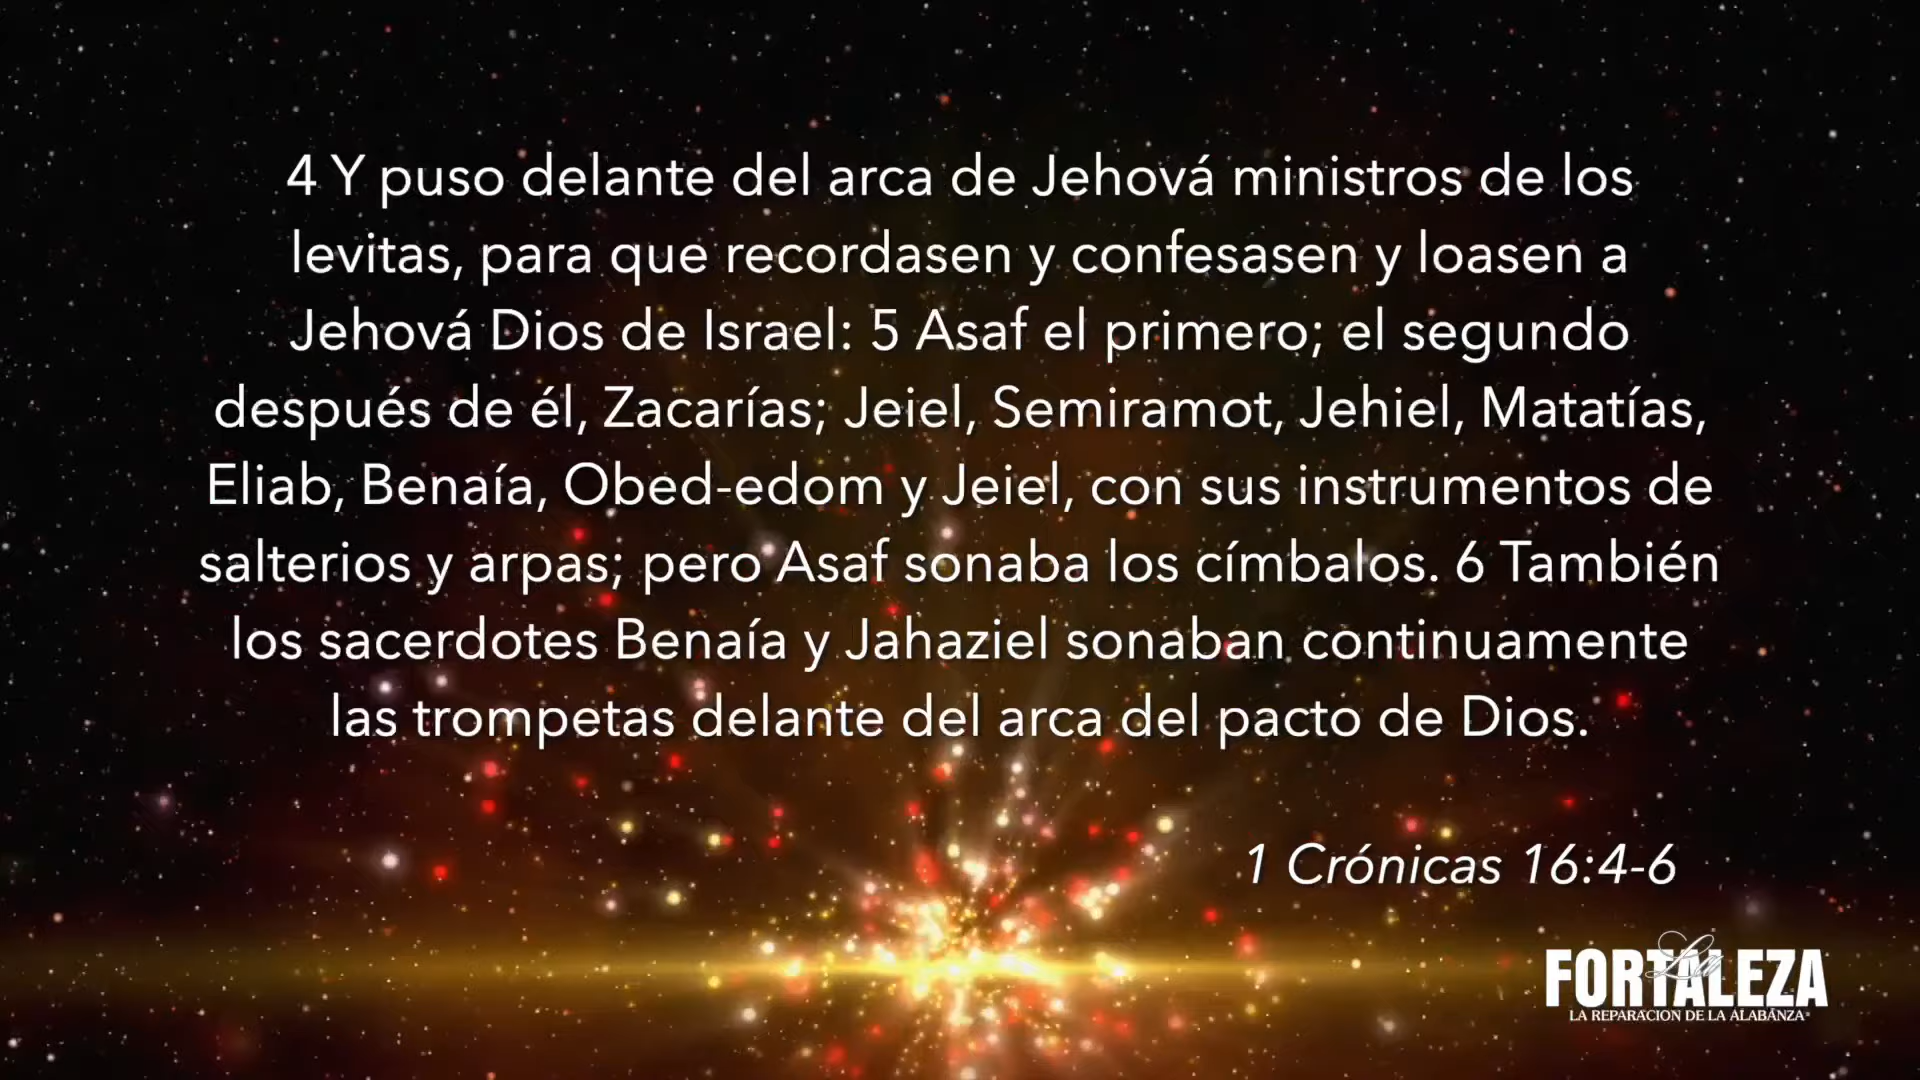 4 Y puso delante del arca de Jehová ministros de los
levitas, para que recordasen y confesasen y loasen a
Jehová Dios de Israel: 5 Asaf el primero; el segundo
después de él, Zacarías; Jeiel, Semiramot, Jehiel, Matatías,
Eliab, Benaía, Obed-edom y Jeiel, con sus instrumentos de
salterios y arpas; pero Asaf sonaba los címbalos. 6 También
los sacerdotes Benaía y Jahaziel sonaban continuamente
las trompetas delante del arca del pacto de Dios.
1 Crónicas 16:4-6
La
FORTALEZA
LA REPARACION DE LA ALABANZA